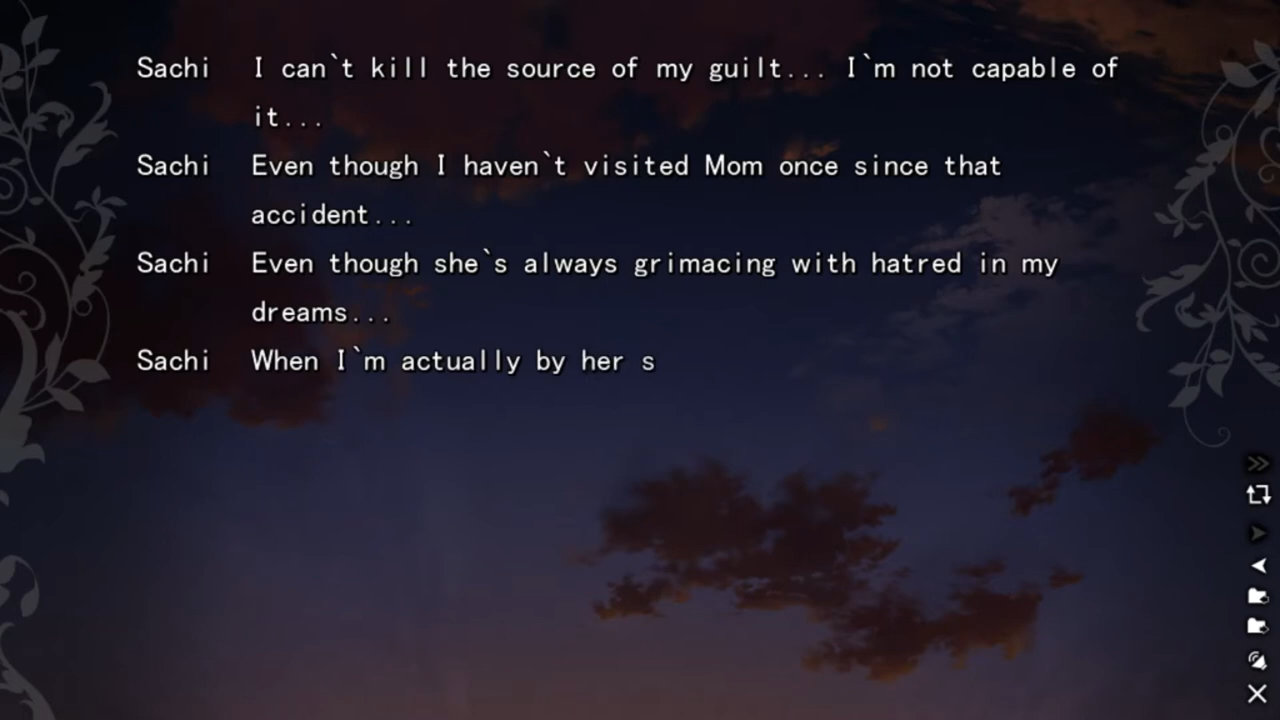 Sachi I can`t kill the source of my guilt... I`m not capable of
it...
Sachi Even though I haven`t visited Mom once since that
accident...
Sachi Even though she`s always grimacing with hatred in my
dreams...
Sachi When I`m actually by her s